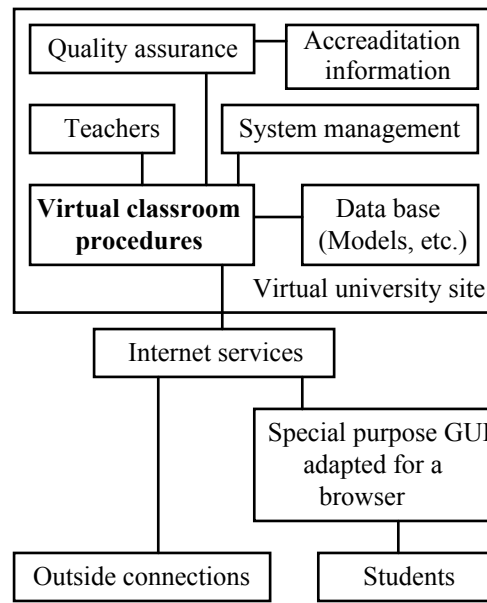 Quality assurance
Accreaditation
information
Teachers
System management
Virtual classroom
procedures
Data base
(Models, etc.)
Virtual university site
Internet services
Special purpose GUI
adapted for a
browser
Outside connections
Students